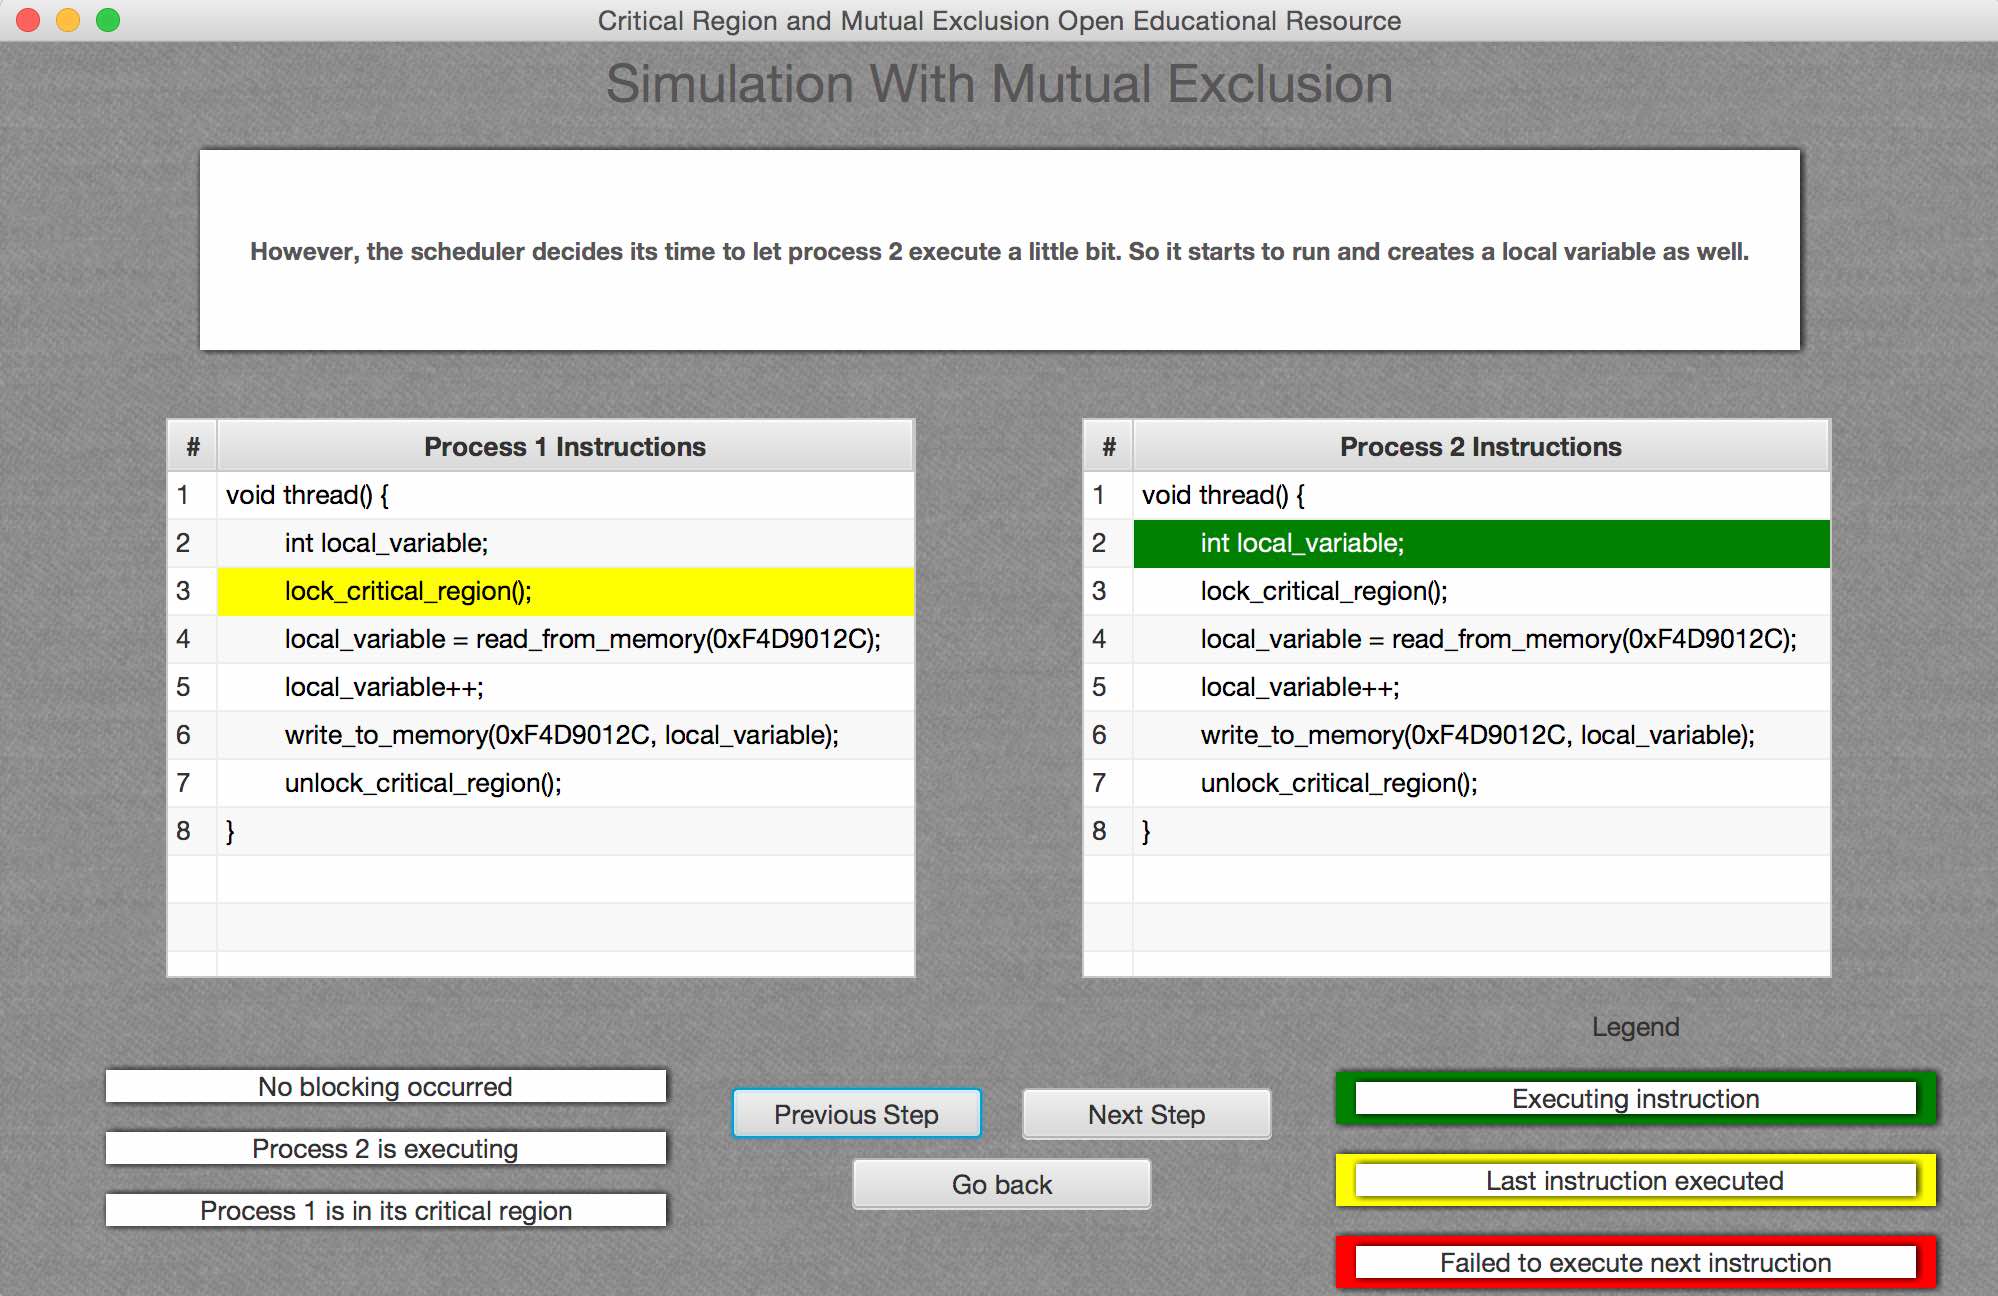 Critical Region and Mutual Exclusion Open Educational Resource
Simulation With Mutual Exclusion
However, the scheduler decides its time to let process 2 execute a little bit. So it starts to run and creates a local variable as well.
# Process 1 Instructions
1 void thread() {
2 int local_variable;
3 lock_critical_region();
4 local_variable = read_from_memory(0xF4D9012C);
5 local_variable++;
6 write_to_memory(0xF4D9012C, local_variable);
7 unlock_critical_region();
8 }
# Process 2 Instructions
1 void thread() {
2 int local_variable;
3 lock_critical_region();
4 local_variable = read_from_memory(0xF4D9012C);
5 local_variable++;
6 write_to_memory(0xF4D9012C, local_variable);
7 unlock_critical_region();
8 }
No blocking occurred
Process 2 is executing
Process 1 is in its critical region
Previous Step
Next Step
Go back
Legend
Executing instruction
Last instruction executed
Failed to execute next instruction